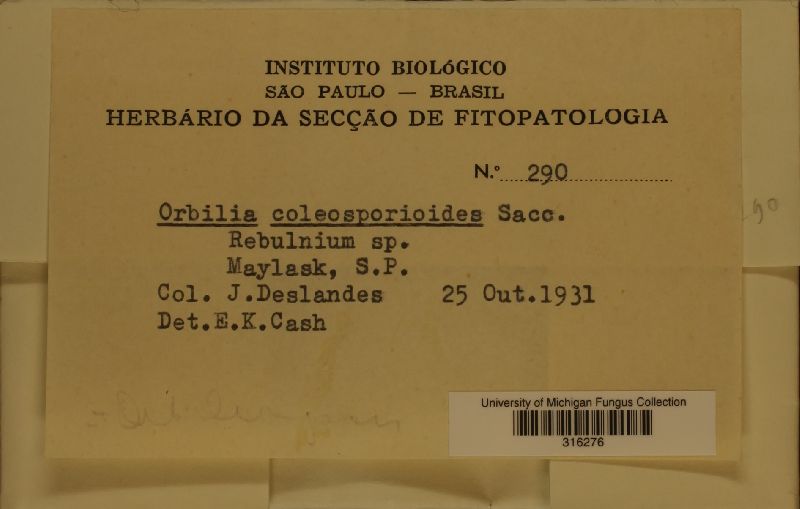 INSTITUTO BIOLÓGICO
SÃO PAULO — BRASIL
HERBÁRIO DA SECÇÃO DE FITOPATOLOGIA
N.º 290
Orbilia coleosporioides Sacc.
Rebulnium sp.
Maylask, S.P.
Col. J.Deslandes 25 Out.1931
Det.E.K.Cash
University of Michigan Fungus Collection
316276